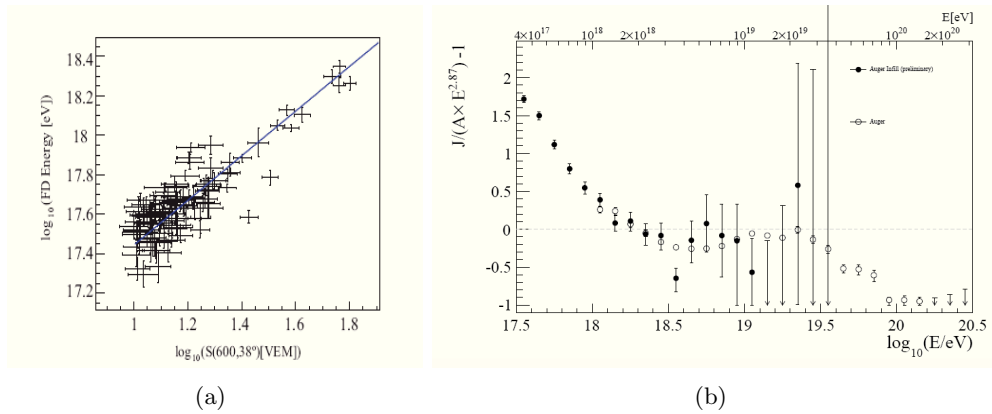 18.4
18.2
18
17.8
17.6
17.4
17.2
log10(FD Energy [eV]
1 1.2 1.4 1.6 1.8
log10(S(600,38º)[VEM])
(a)
E[eV]
4×10^17 10^18 2×10^18 10^19 2×10^19 10^20 2×10^20
J/(A× E^2.87) -1
2
1.5
1
0.5
0
-0.5
-1
Auger Infill (preliminary)
Auger
17.5 18 18.5 19 19.5 20 20.5
log10(E/eV)
(b)